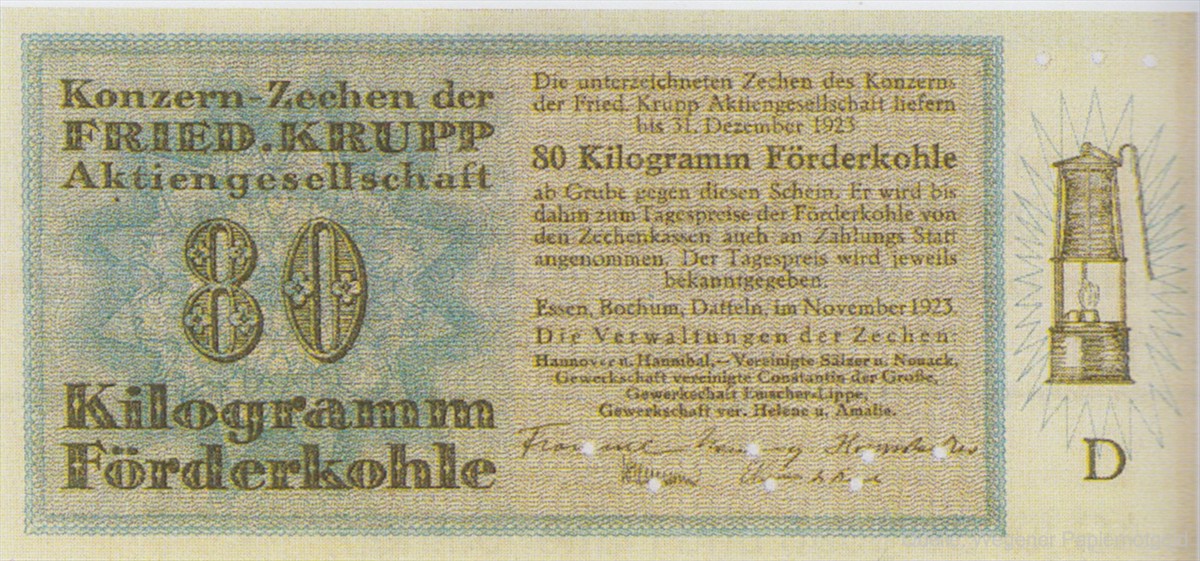 Konzern-Zechen der
FRIED. KRUPP
Aktiengesellschaft
80
Kilogramm
Förderkohle
Die unterzeichneten Zechen des Konzerns
der Fried. Krupp Aktiengesellschaft liefern
bis 31. Dezember 1923
80 Kilogramm Förderkohle
ab Grube gegen diesen Schein. Er wird bis
dahin zum Tagespreise der Förderkohle von
den Zechenkassen auch an Zahlungs Statt
angenommen. Der Tagespreis wird jeweils
bekanntgegeben.
Essen, Bochum, Datteln, im November 1923.
Die Verwaltungen der Zechen:
Hannover u. Hannibal, — Vereinigte Sälzer u. Neuack,
Gewerkschaft vereinigte Constantin der Große,
Gewerkschaft Emscher-Lippe,
Gewerkschaft ver. Helene u. Amalie.
D
Wegener